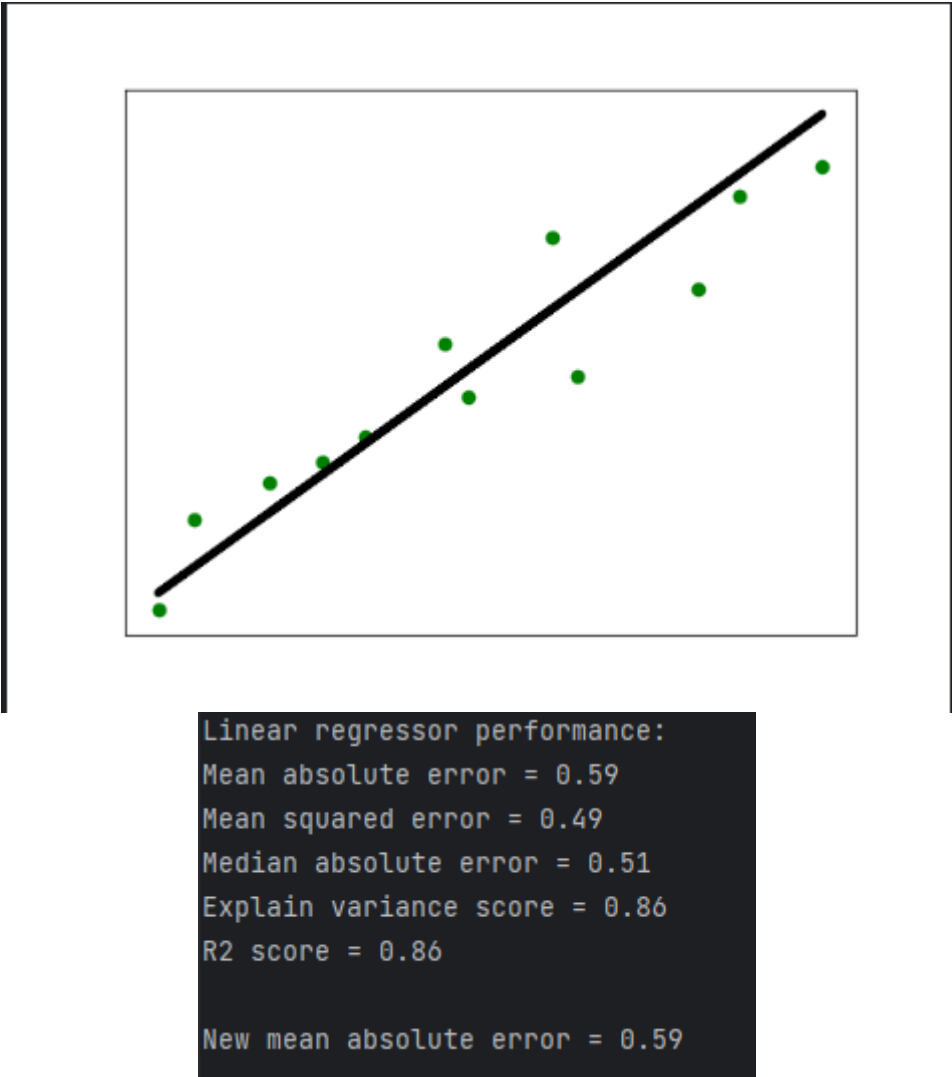 Linear regressor performance:
Mean absolute error = 0.59
Mean squared error = 0.49
Median absolute error = 0.51
Explain variance score = 0.86
R2 score = 0.86
New mean absolute error = 0.59